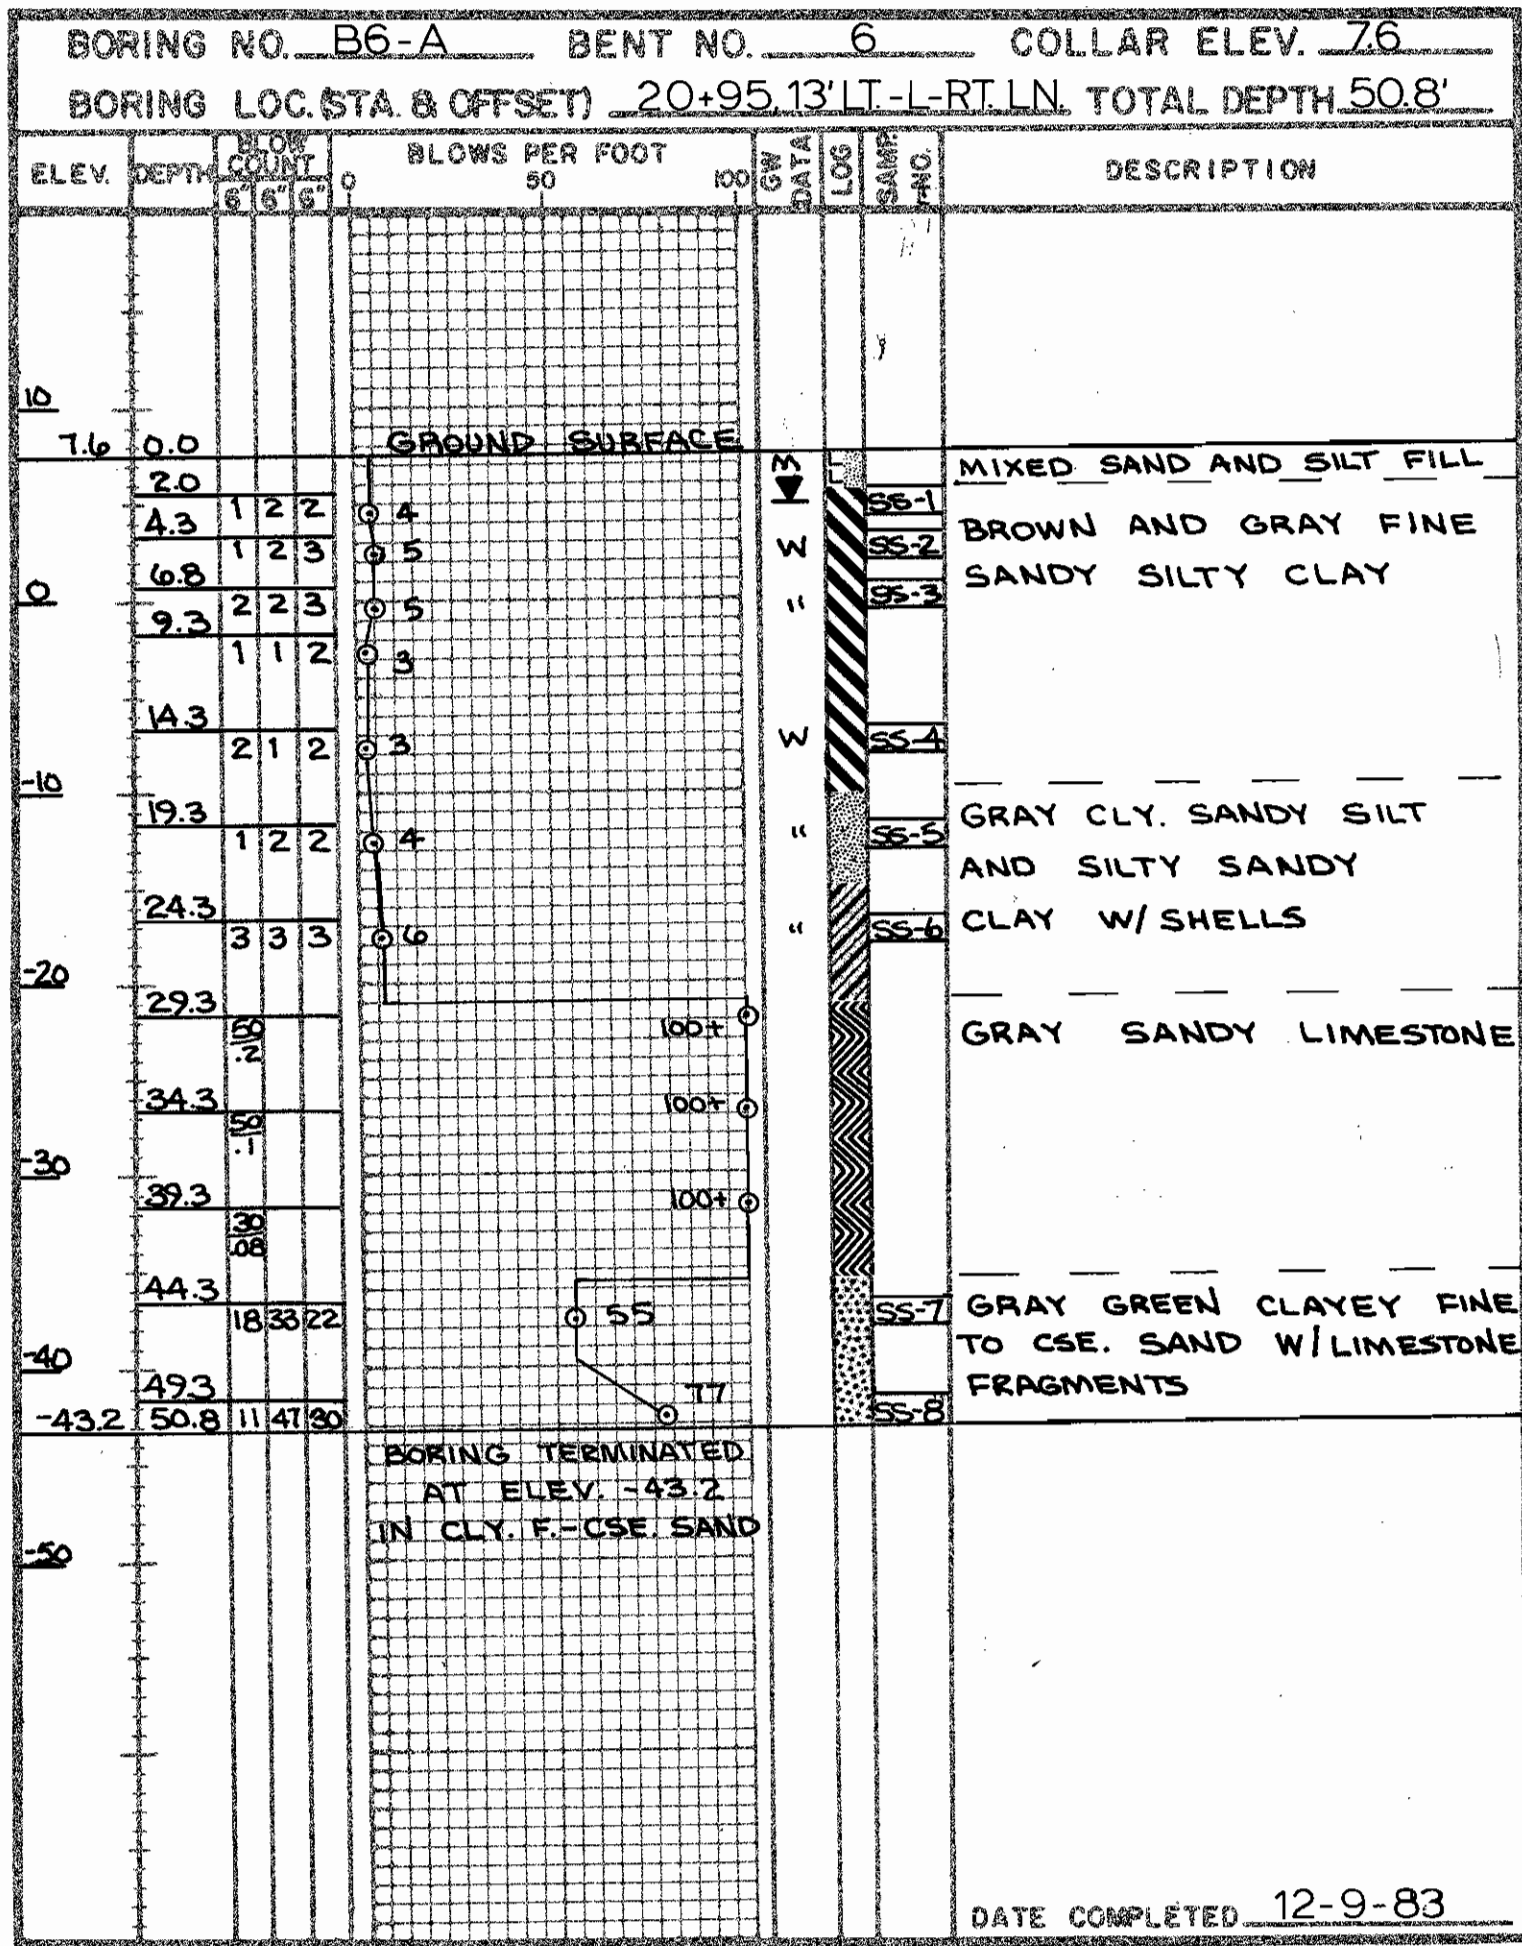 BORING NO. B6-A BENT NO. 6 COLLAR ELEV. 7.6
BORING LOC.(STA. & OFFSET) 20+95,13'LT.-L-RT. LN. TOTAL DEPTH 50.8'
ELEV. DEPTH BLOW COUNT 6" 6" 6" BLOWS PER FOOT 0 50 100 GW DATA LOG SAMP. NO. DESCRIPTION
10
7.6 0.0 GROUND SURFACE
M F MIXED SAND AND SILT FILL
2.0
1 2 2 4 SS-1
4.3 BROWN AND GRAY FINE
1 2 3 5 W SS-2
6.8 SANDY SILTY CLAY
0 2 2 3 5 " SS-3
9.3
1 1 2 3
14.3
2 1 2 3 W SS-4
-10
19.3 GRAY CLY. SANDY SILT
1 2 2 4 " SS-5
AND SILTY SANDY
24.3
3 3 3 6 " SS-6 CLAY W/ SHELLS
-20
29.3
50/.2 100+ GRAY SANDY LIMESTONE
34.3
50/.1 100+
-30
39.3
30/.08 100+
44.3
18 33 22 55 SS-7 GRAY GREEN CLAYEY FINE
TO CSE. SAND W/LIMESTONE
-40
49.3 FRAGMENTS
-43.2 50.8 11 47 30 77 SS-8
BORING TERMINATED
AT ELEV. -43.2
IN CLY. F.-CSE. SAND
-50
DATE COMPLETED 12-9-83